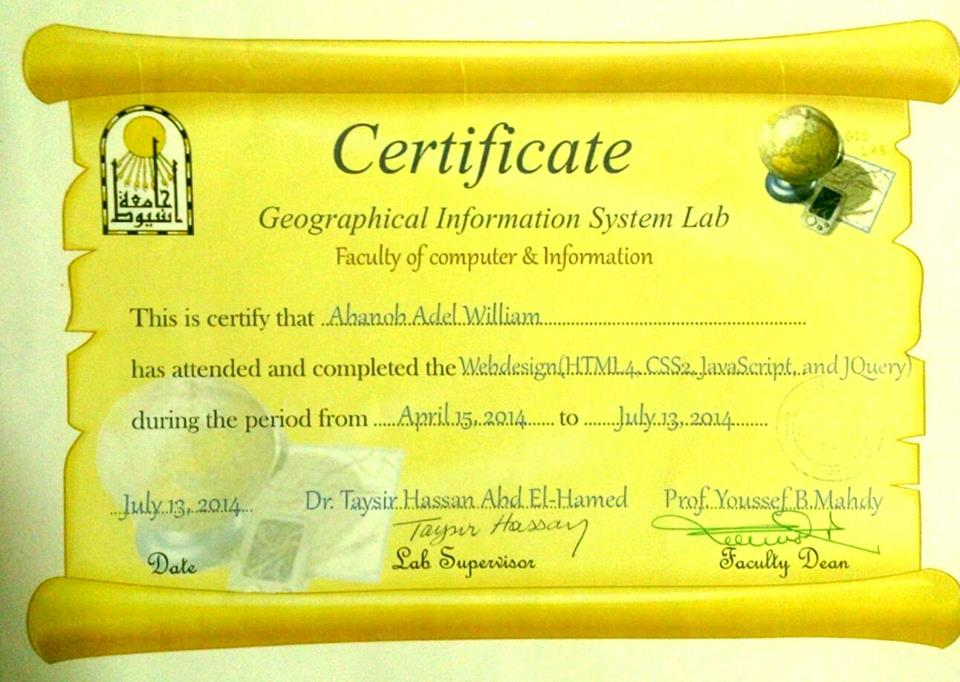 Certificate
جامعة
أسيوط
GIS
LAB
Geographical Information System Lab
Faculty of computer & Information
This is certify that ..Abanob Adel William..........
has attended and completed the Webdesign(HTML4, CSS2, JavaScript, and JQuery)
during the period from ......April 15, 2014...... to .......July 13, 2014........
...July 13, 2014...
Dr. Taysir Hassan Abd El-Hamed
Prof. Youssef B.Mahdy
Taysir Hassan
Date
Lab Supervisor
Faculty Dean